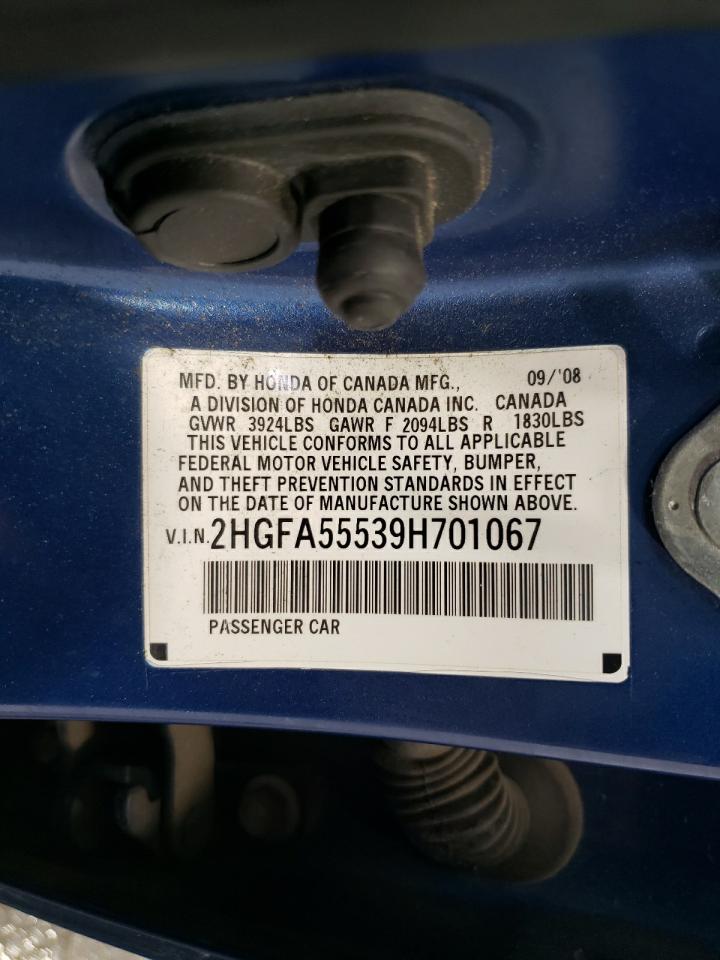 MFD. BY HONDA OF CANADA MFG., 09/'08
A DIVISION OF HONDA CANADA INC. CANADA
GVWR 3924LBS GAWR F 2094LBS R 1830LBS
THIS VEHICLE CONFORMS TO ALL APPLICABLE
FEDERAL MOTOR VEHICLE SAFETY, BUMPER,
AND THEFT PREVENTION STANDARDS IN EFFECT
ON THE DATE OF MANUFACTURE SHOWN ABOVE.
V.I.N. 2HGFA55539H701067
PASSENGER CAR